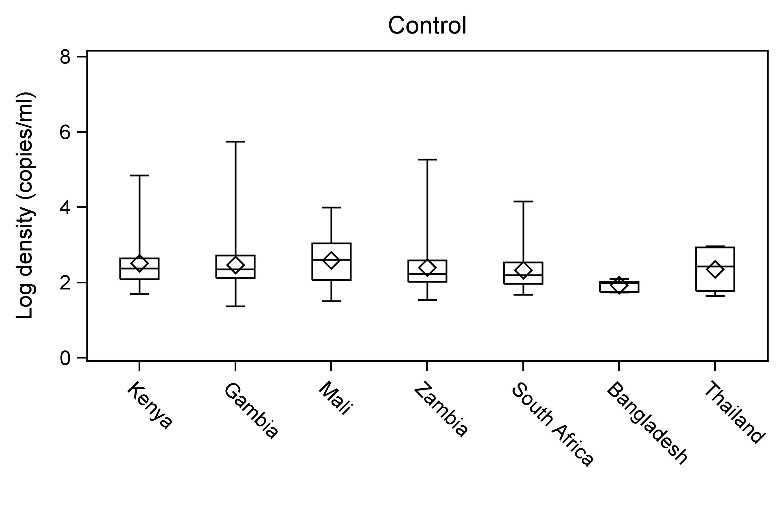 Control
Log density (copies/ml)
8
6
4
2
0
Kenya
Gambia
Mali
Zambia
South Africa
Bangladesh
Thailand